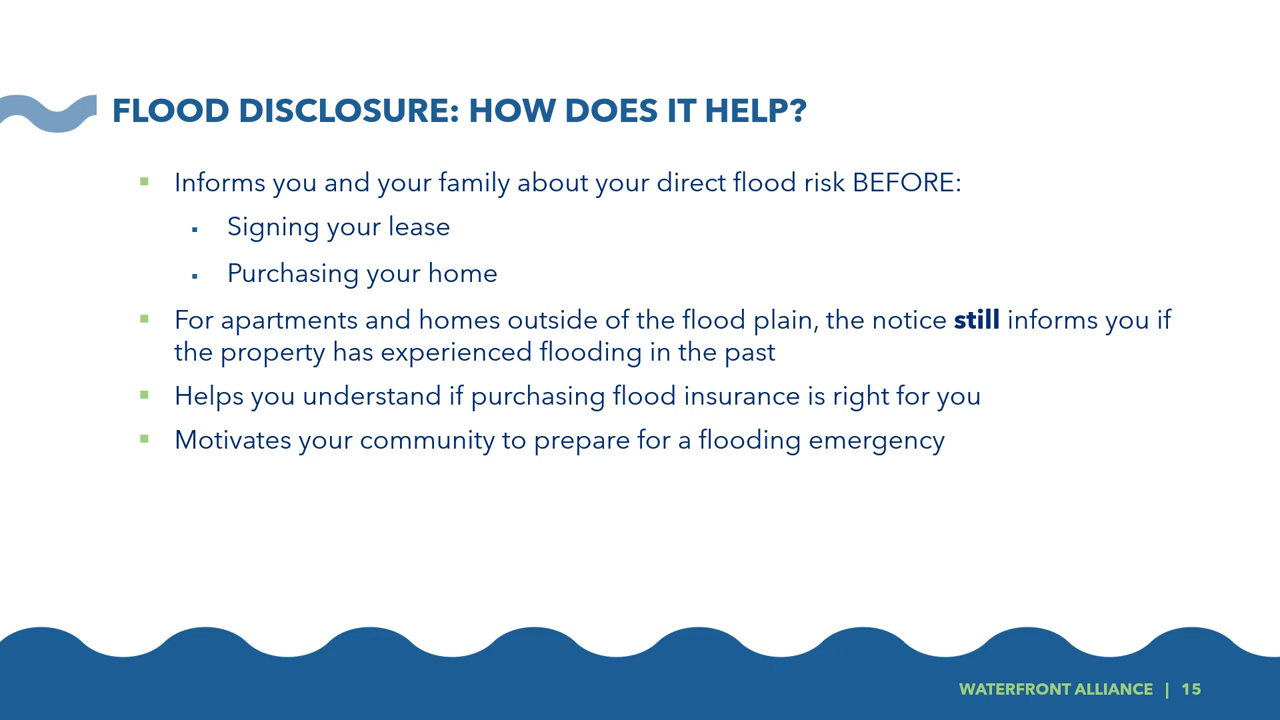 FLOOD DISCLOSURE: HOW DOES IT HELP?
Informs you and your family about your direct flood risk BEFORE:
Signing your lease
Purchasing your home
For apartments and homes outside of the flood plain, the notice still informs you if
the property has experienced flooding in the past
Helps you understand if purchasing flood insurance is right for you
Motivates your community to prepare for a flooding emergency
WATERFRONT ALLIANCE | 15